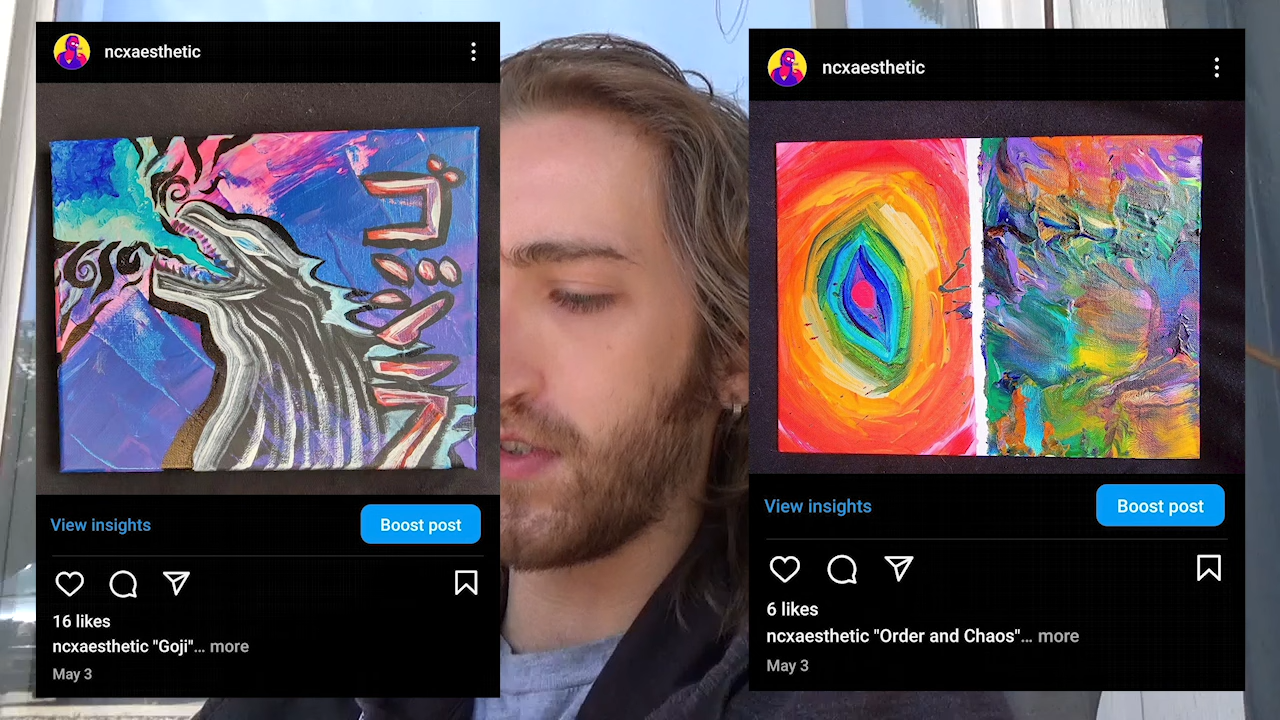 ncxaesthetic
ゴジラ
View insights
Boost post
16 likes
ncxaesthetic "Goji"... more
May 3
ncxaesthetic
View insights
Boost post
6 likes
ncxaesthetic "Order and Chaos"... more
May 3